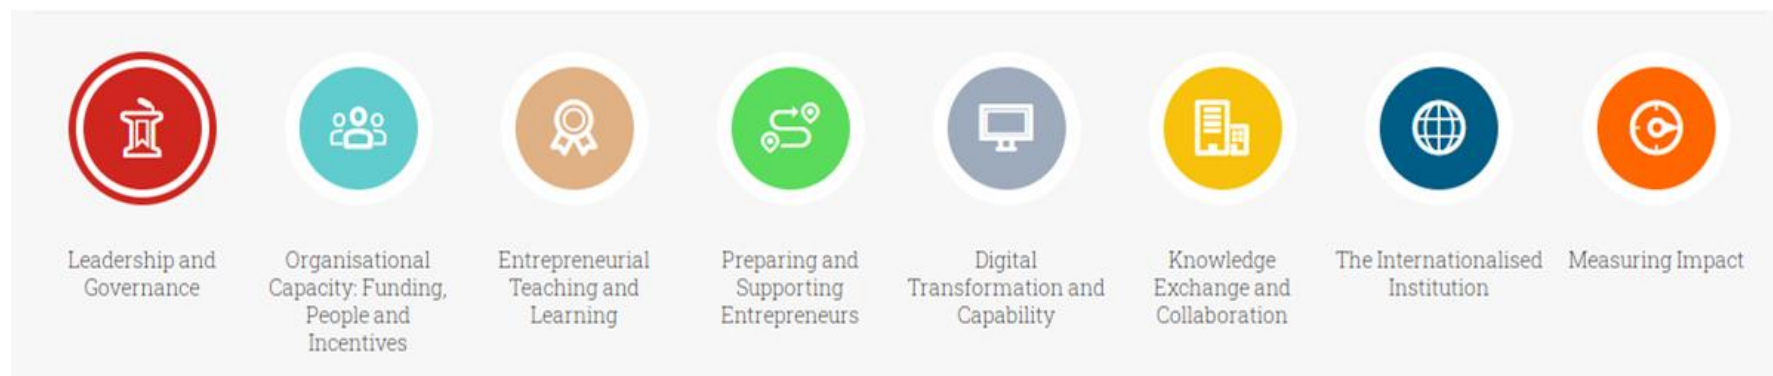 Leadership and
Governance
Organisational
Capacity: Funding,
People and
Incentives
Entrepreneurial
Teaching and
Learning
Preparing and
Supporting
Entrepreneurs
Digital
Transformation and
Capability
Knowledge
Exchange and
Collaboration
The Internationalised
Institution
Measuring Impact